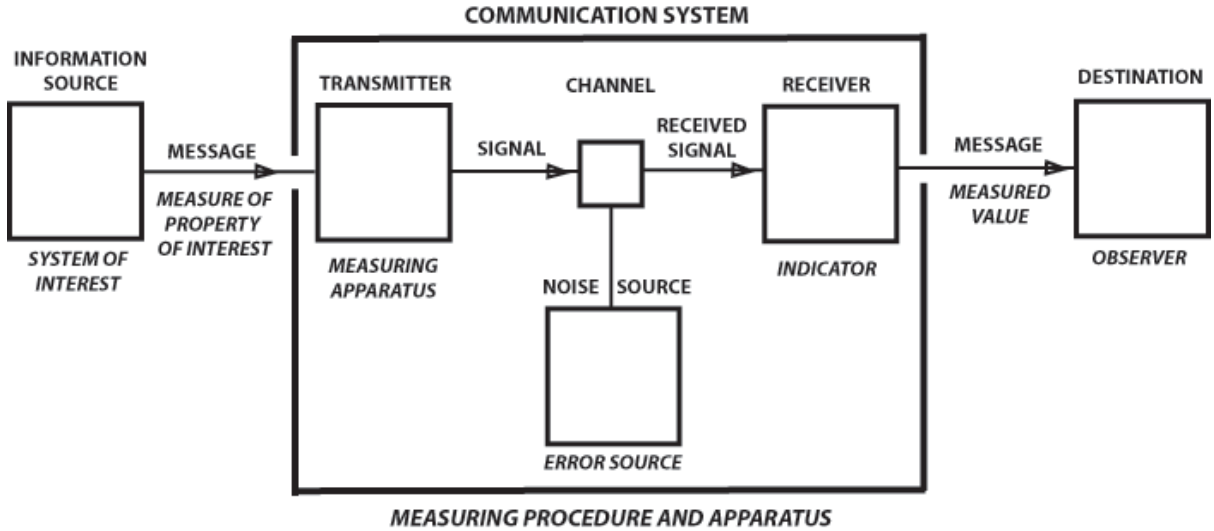 COMMUNICATION SYSTEM
INFORMATION
SOURCE
TRANSMITTER
CHANNEL
RECEIVER
DESTINATION
MESSAGE
SIGNAL
RECEIVED
SIGNAL
MESSAGE
MEASURE OF
PROPERTY
OF INTEREST
MEASURED
VALUE
SYSTEM OF
INTEREST
MEASURING
APPARATUS
INDICATOR
OBSERVER
NOISE SOURCE
ERROR SOURCE
MEASURING PROCEDURE AND APPARATUS